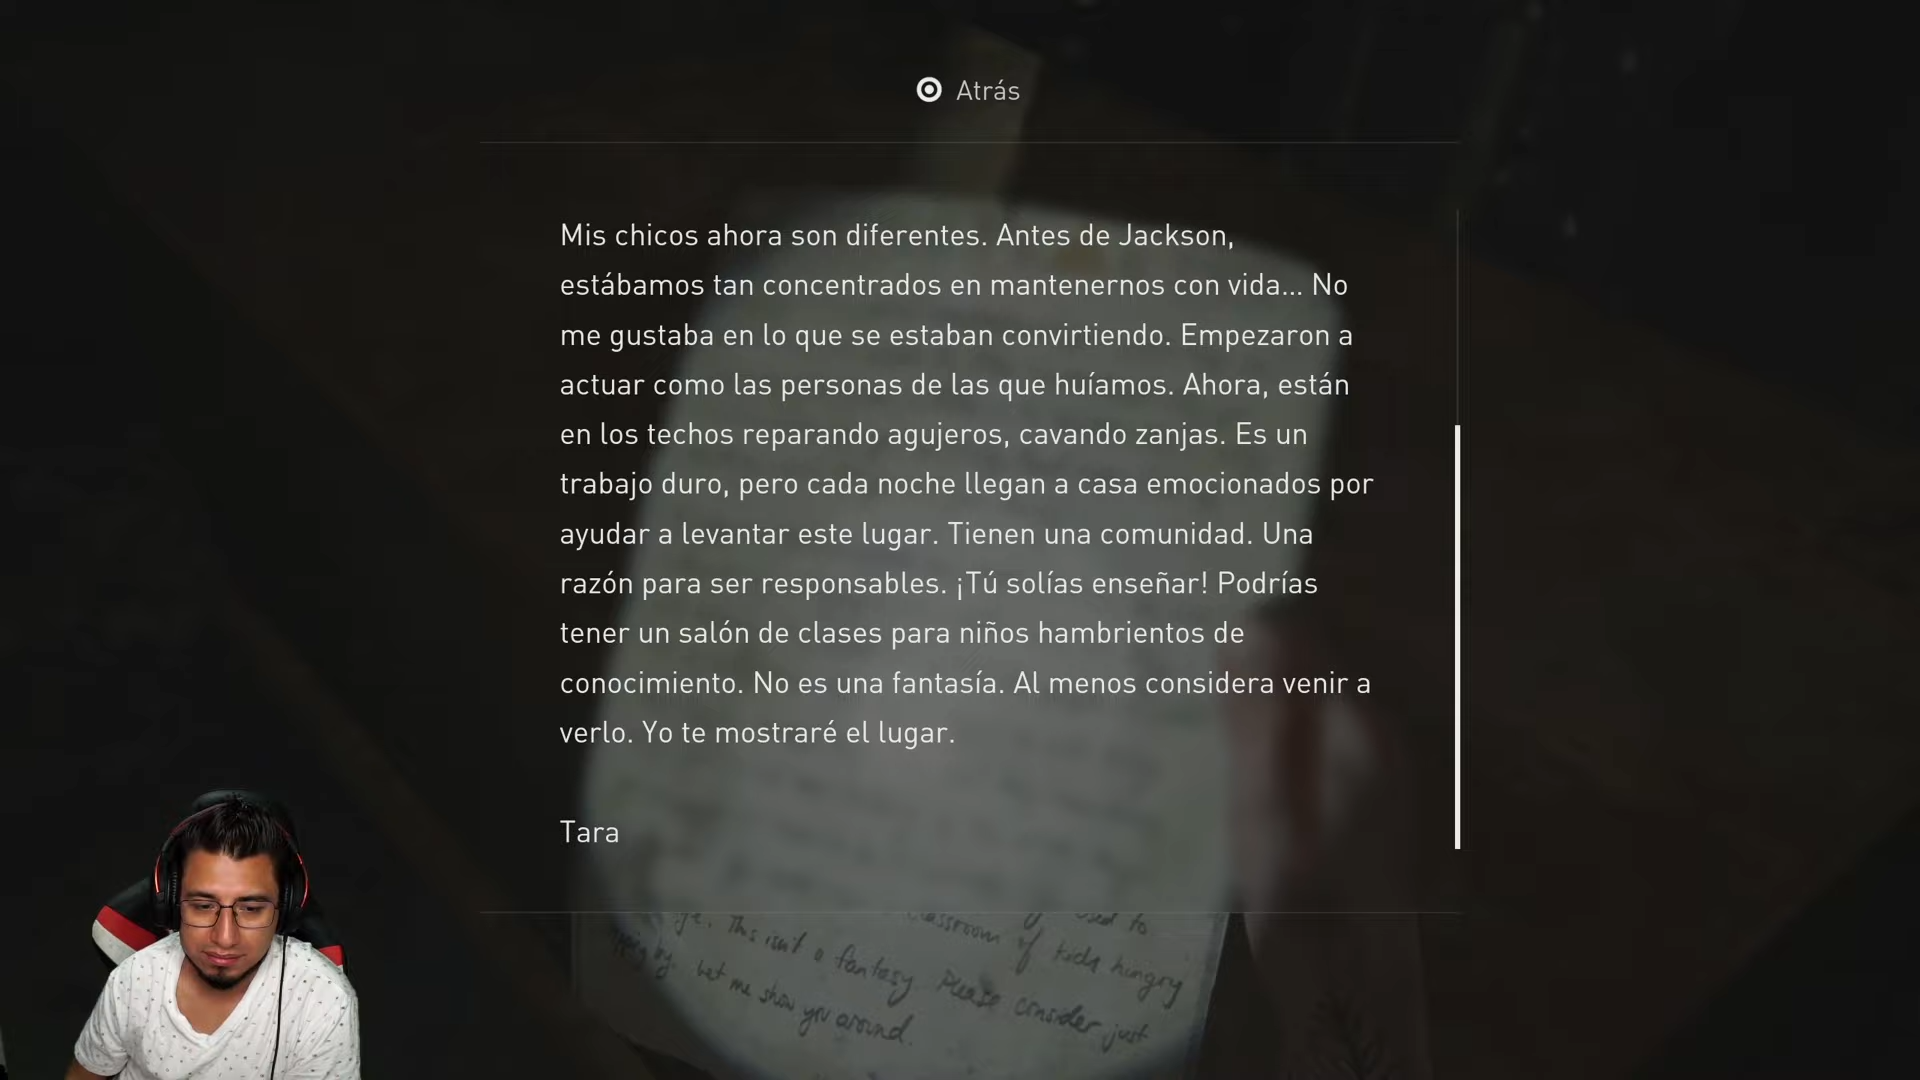 Atrás
Mis chicos ahora son diferentes. Antes de Jackson,
estábamos tan concentrados en mantenernos con vida... No
me gustaba en lo que se estaban convirtiendo. Empezaron a
actuar como las personas de las que huíamos. Ahora, están
en los techos reparando agujeros, cavando zanjas. Es un
trabajo duro, pero cada noche llegan a casa emocionados por
ayudar a levantar este lugar. Tienen una comunidad. Una
razón para ser responsables. ¡Tú solías enseñar! Podrías
tener un salón de clases para niños hambrientos de
conocimiento. No es una fantasía. Al menos considera venir a
verlo. Yo te mostraré el lugar.
Tara
used to
classroom of kids hungry
This isn't a fantasy Please consider just
by. Let me show you around.